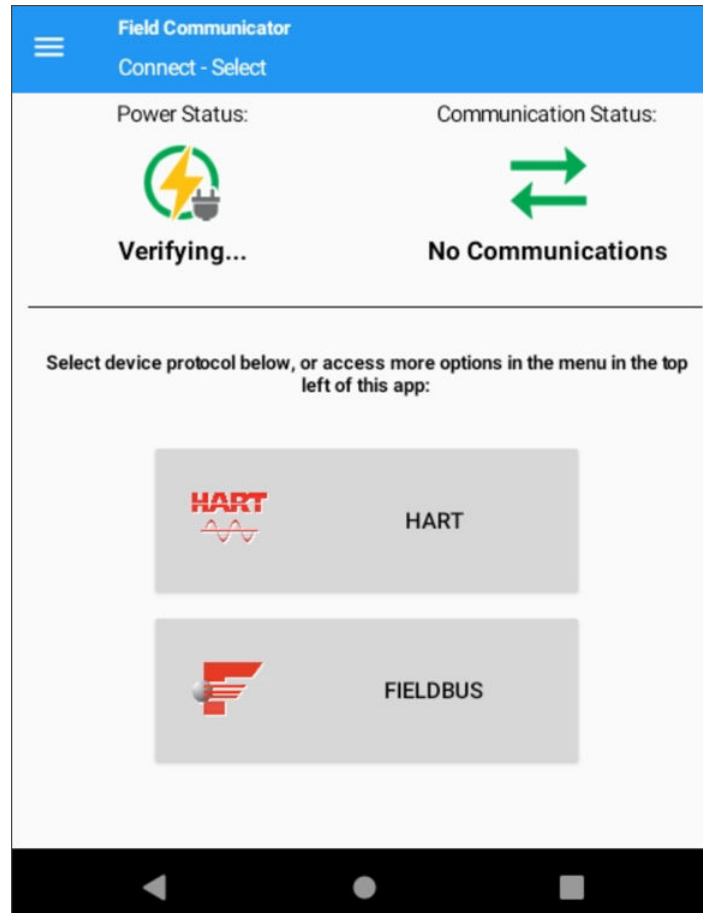 Field Communicator
Connect - Select
Power Status:
Communication Status:
Verifying...
No Communications
Select device protocol below, or access more options in the menu in the top
left of this app:
HART
HART
FIELDBUS